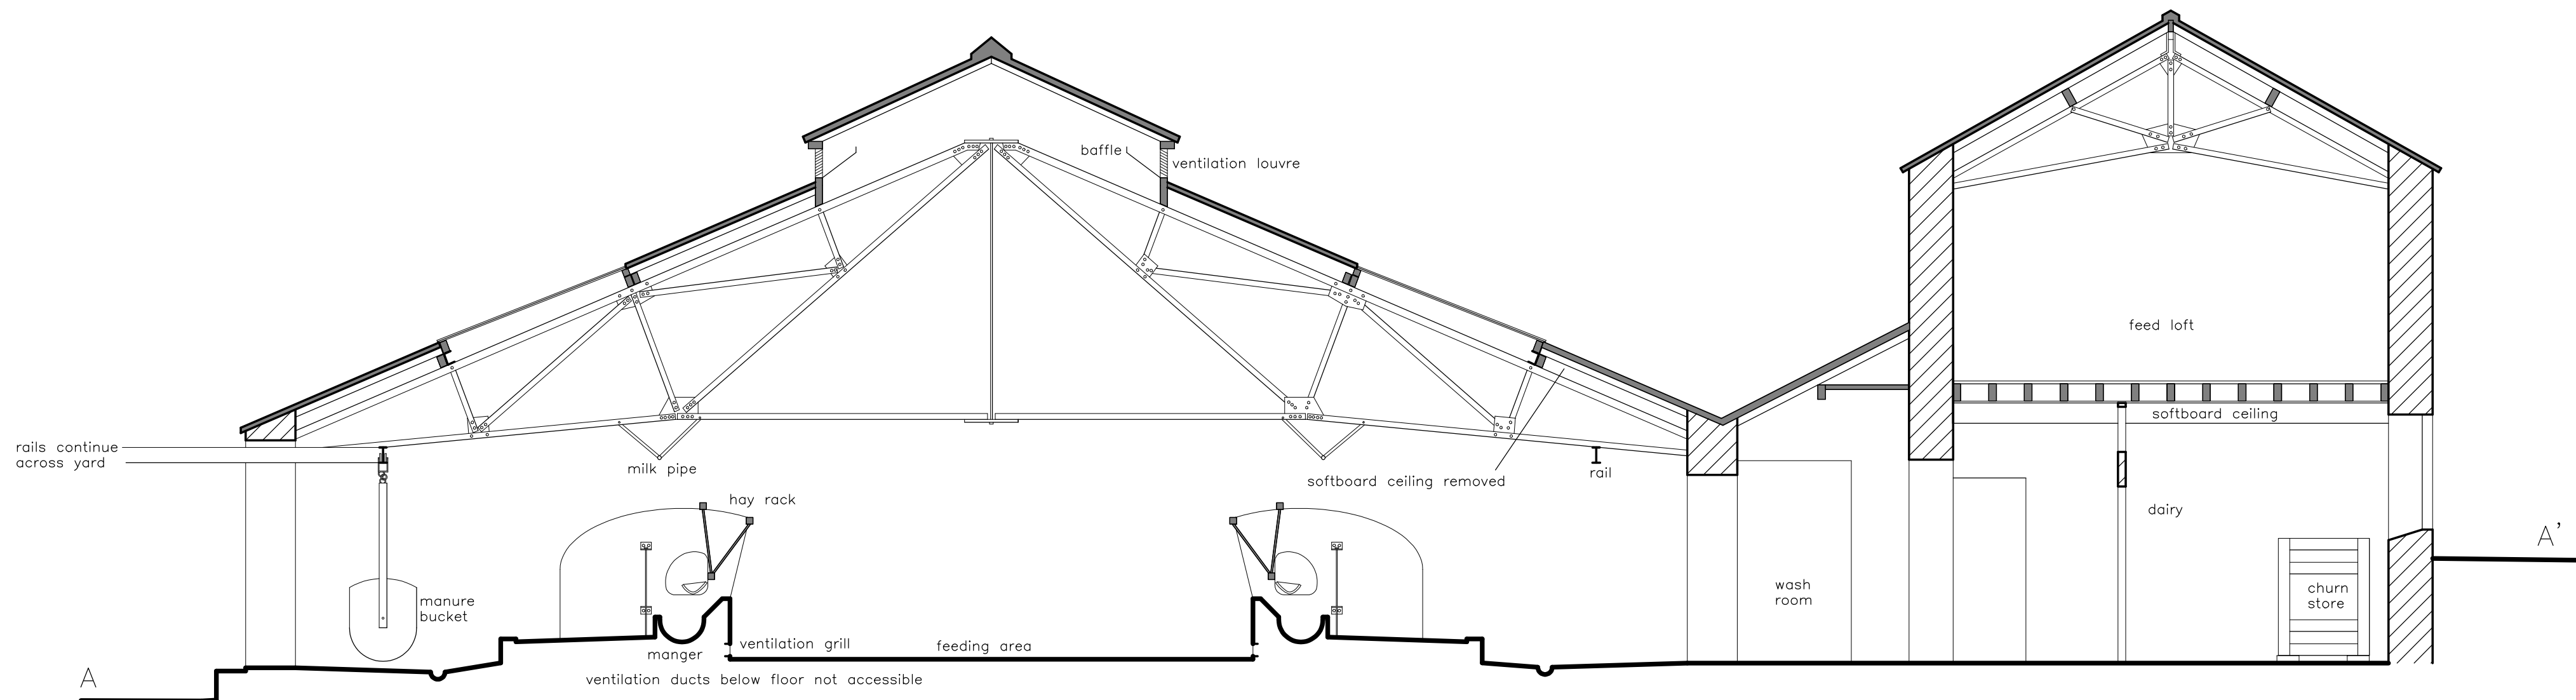 baffle
ventilation louvre
feed loft
softboard ceiling
rails continue
across yard
milk pipe
softboard ceiling removed
rail
hay rack
dairy
A'
manure
bucket
wash
room
churn
store
ventilation grill
feeding area
manger
A
ventilation ducts below floor not accessible